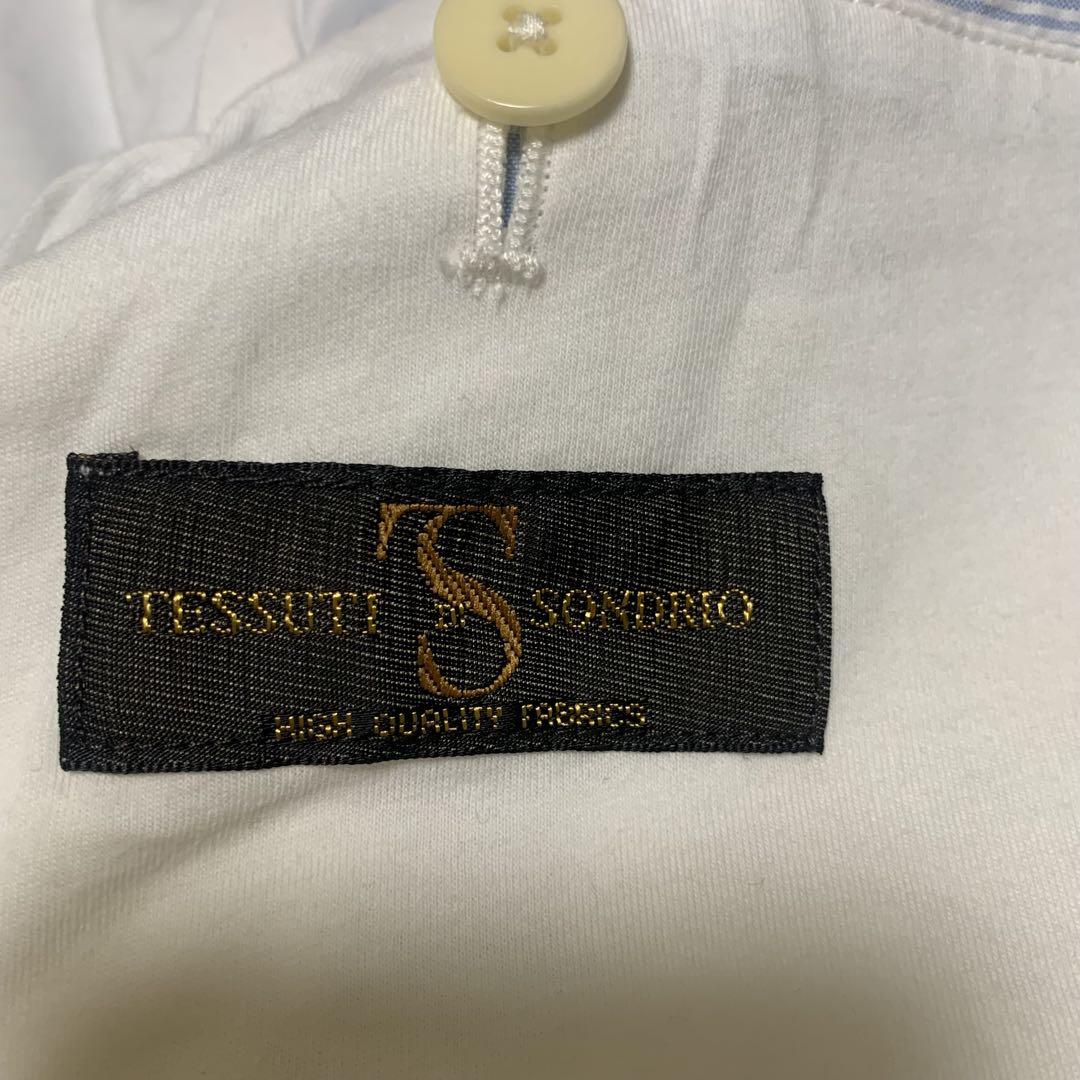 TS
TESSUTI DI SONDRIO
HIGH QUALITY FABRICS